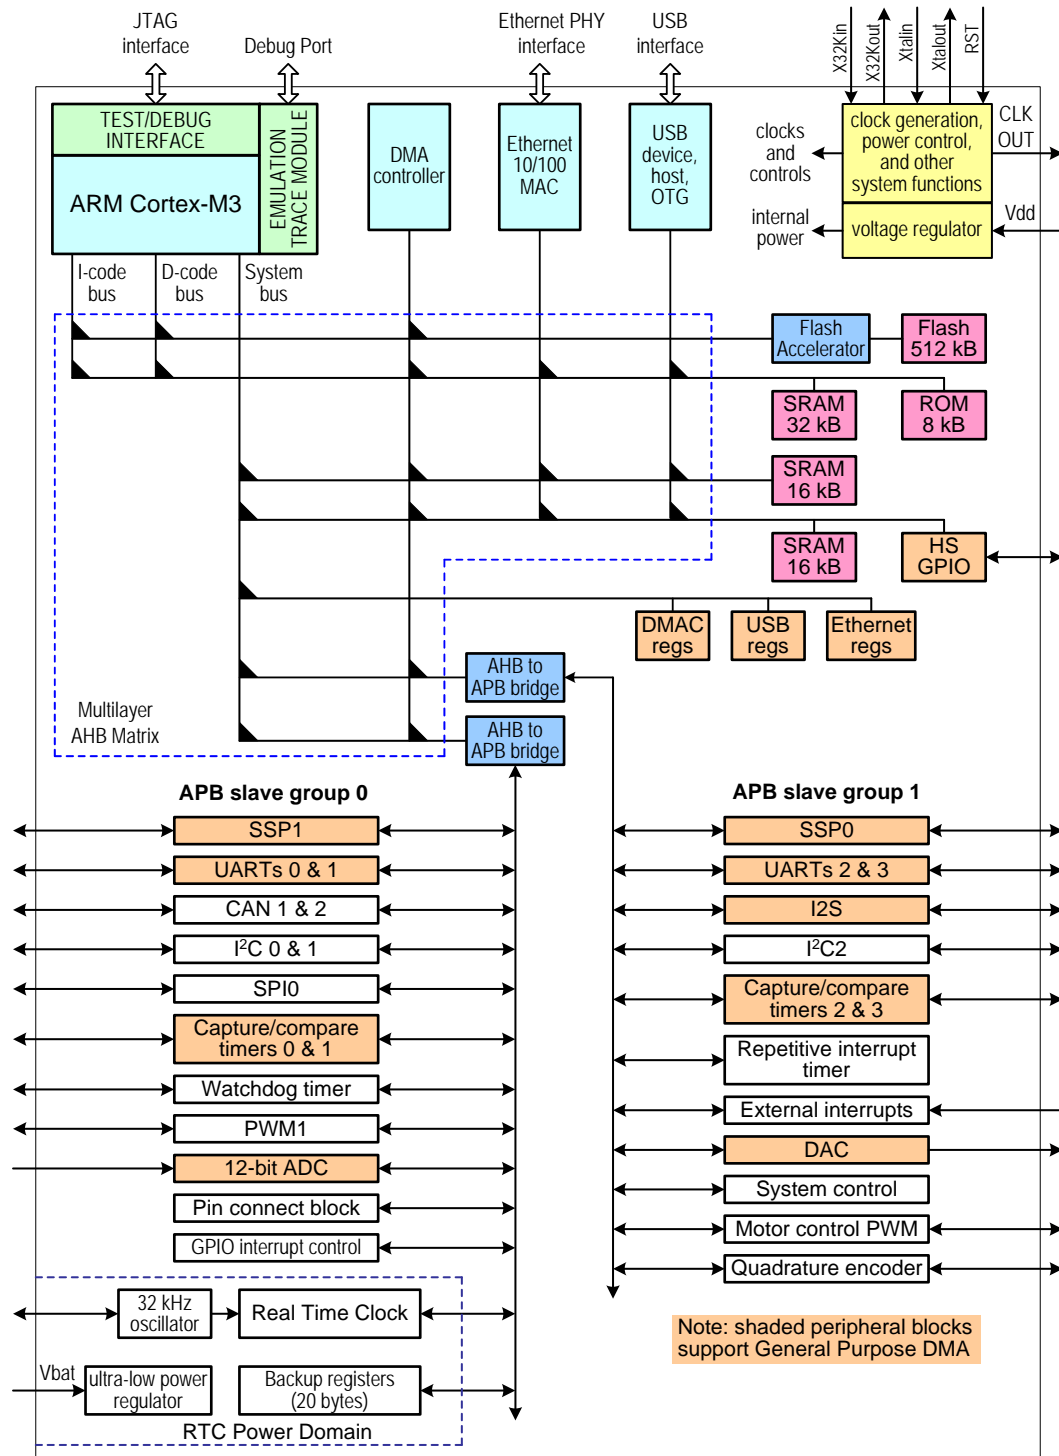 JTAG
interface
Debug Port
Ethernet PHY
interface
USB
interface
X32Kin
X32Kout
Xtalin
Xtalout
RST
TEST/DEBUG
INTERFACE
ARM Cortex-M3
EMULATION
TRACE MODULE
DMA
controller
Ethernet
10/100
MAC
USB
device,
host,
OTG
clocks
and
controls
clock generation,
power control,
and other
system functions
CLK
OUT
internal
power
voltage regulator
Vdd
I-code
bus
D-code
bus
System
bus
Flash
Accelerator
Flash
512 kB
SRAM
32 kB
ROM
8 kB
SRAM
16 kB
SRAM
16 kB
HS
GPIO
DMAC
regs
USB
regs
Ethernet
regs
AHB to
APB bridge
Multilayer
AHB Matrix
AHB to
APB bridge
APB slave group 0
SSP1
UARTs 0 & 1
CAN 1 & 2
I²C 0 & 1
SPI0
Capture/compare
timers 0 & 1
Watchdog timer
PWM1
12-bit ADC
Pin connect block
GPIO interrupt control
32 kHz
oscillator
Real Time Clock
Vbat
ultra-low power
regulator
Backup registers
(20 bytes)
RTC Power Domain
APB slave group 1
SSP0
UARTs 2 & 3
I2S
I²C2
Capture/compare
timers 2 & 3
Repetitive interrupt
timer
External interrupts
DAC
System control
Motor control PWM
Quadrature encoder
Note: shaded peripheral blocks
support General Purpose DMA